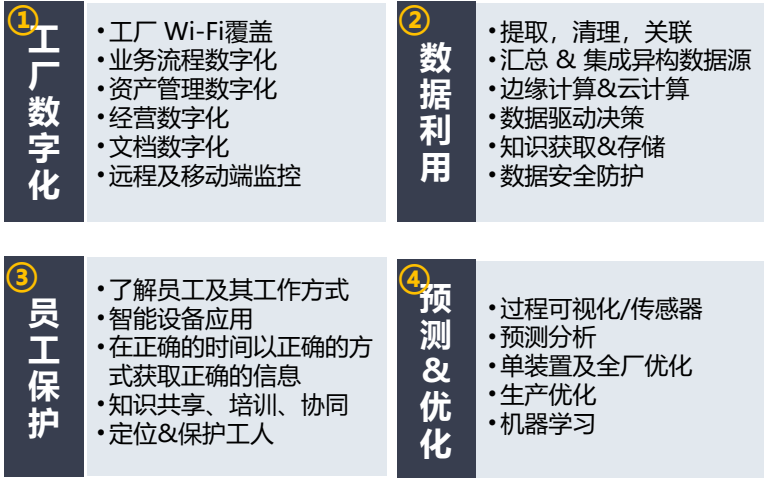 ①
工厂数字化
•工厂 Wi-Fi覆盖
•业务流程数字化
•资产管理数字化
•经营数字化
•文档数字化
•远程及移动端监控
②
数据利用
•提取，清理，关联
•汇总 & 集成异构数据源
•边缘计算&云计算
•数据驱动决策
•知识获取&存储
•数据安全防护
③
员工保护
•了解员工及其工作方式
•智能设备应用
•在正确的时间以正确的方
式获取正确的信息
•知识共享、培训、协同
•定位&保护工人
④
预测&优化
•过程可视化/传感器
•预测分析
•单装置及全厂优化
•生产优化
•机器学习